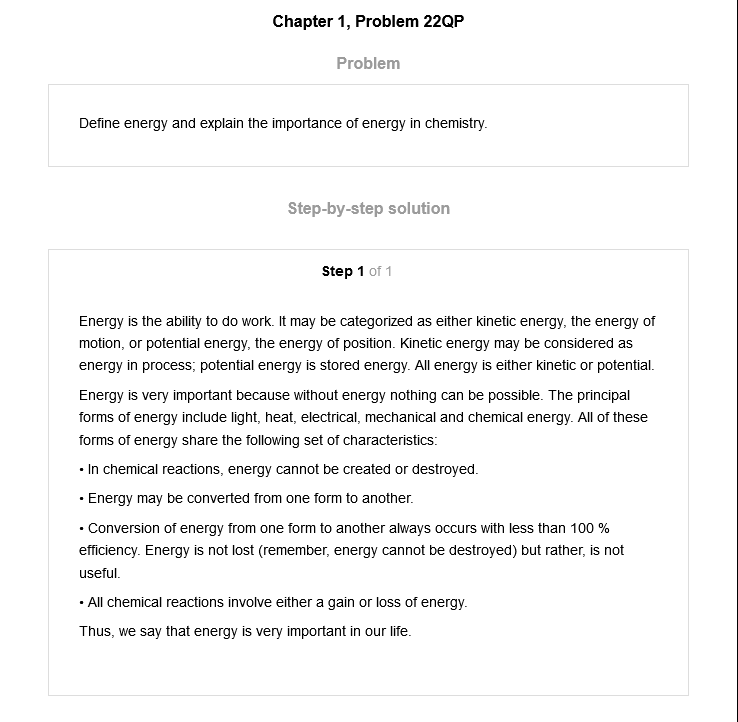 Chapter 1, Problem 22QP
Problem
Define energy and explain the importance of energy in chemistry.
Step-by-step solution
Step 1 of 1
Energy is the ability to do work. It may be categorized as either kinetic energy, the energy of
motion, or potential energy, the energy of position. Kinetic energy may be considered as
energy in process; potential energy is stored energy. All energy is either kinetic or potential.
Energy is very important because without energy nothing can be possible. The principal
forms of energy include light, heat, electrical, mechanical and chemical energy. All of these
forms of energy share the following set of characteristics:
• In chemical reactions, energy cannot be created or destroyed.
• Energy may be converted from one form to another.
• Conversion of energy from one form to another always occurs with less than 100 %
efficiency. Energy is not lost (remember, energy cannot be destroyed) but rather, is not
useful.
• All chemical reactions involve either a gain or loss of energy.
Thus, we say that energy is very important in our life.